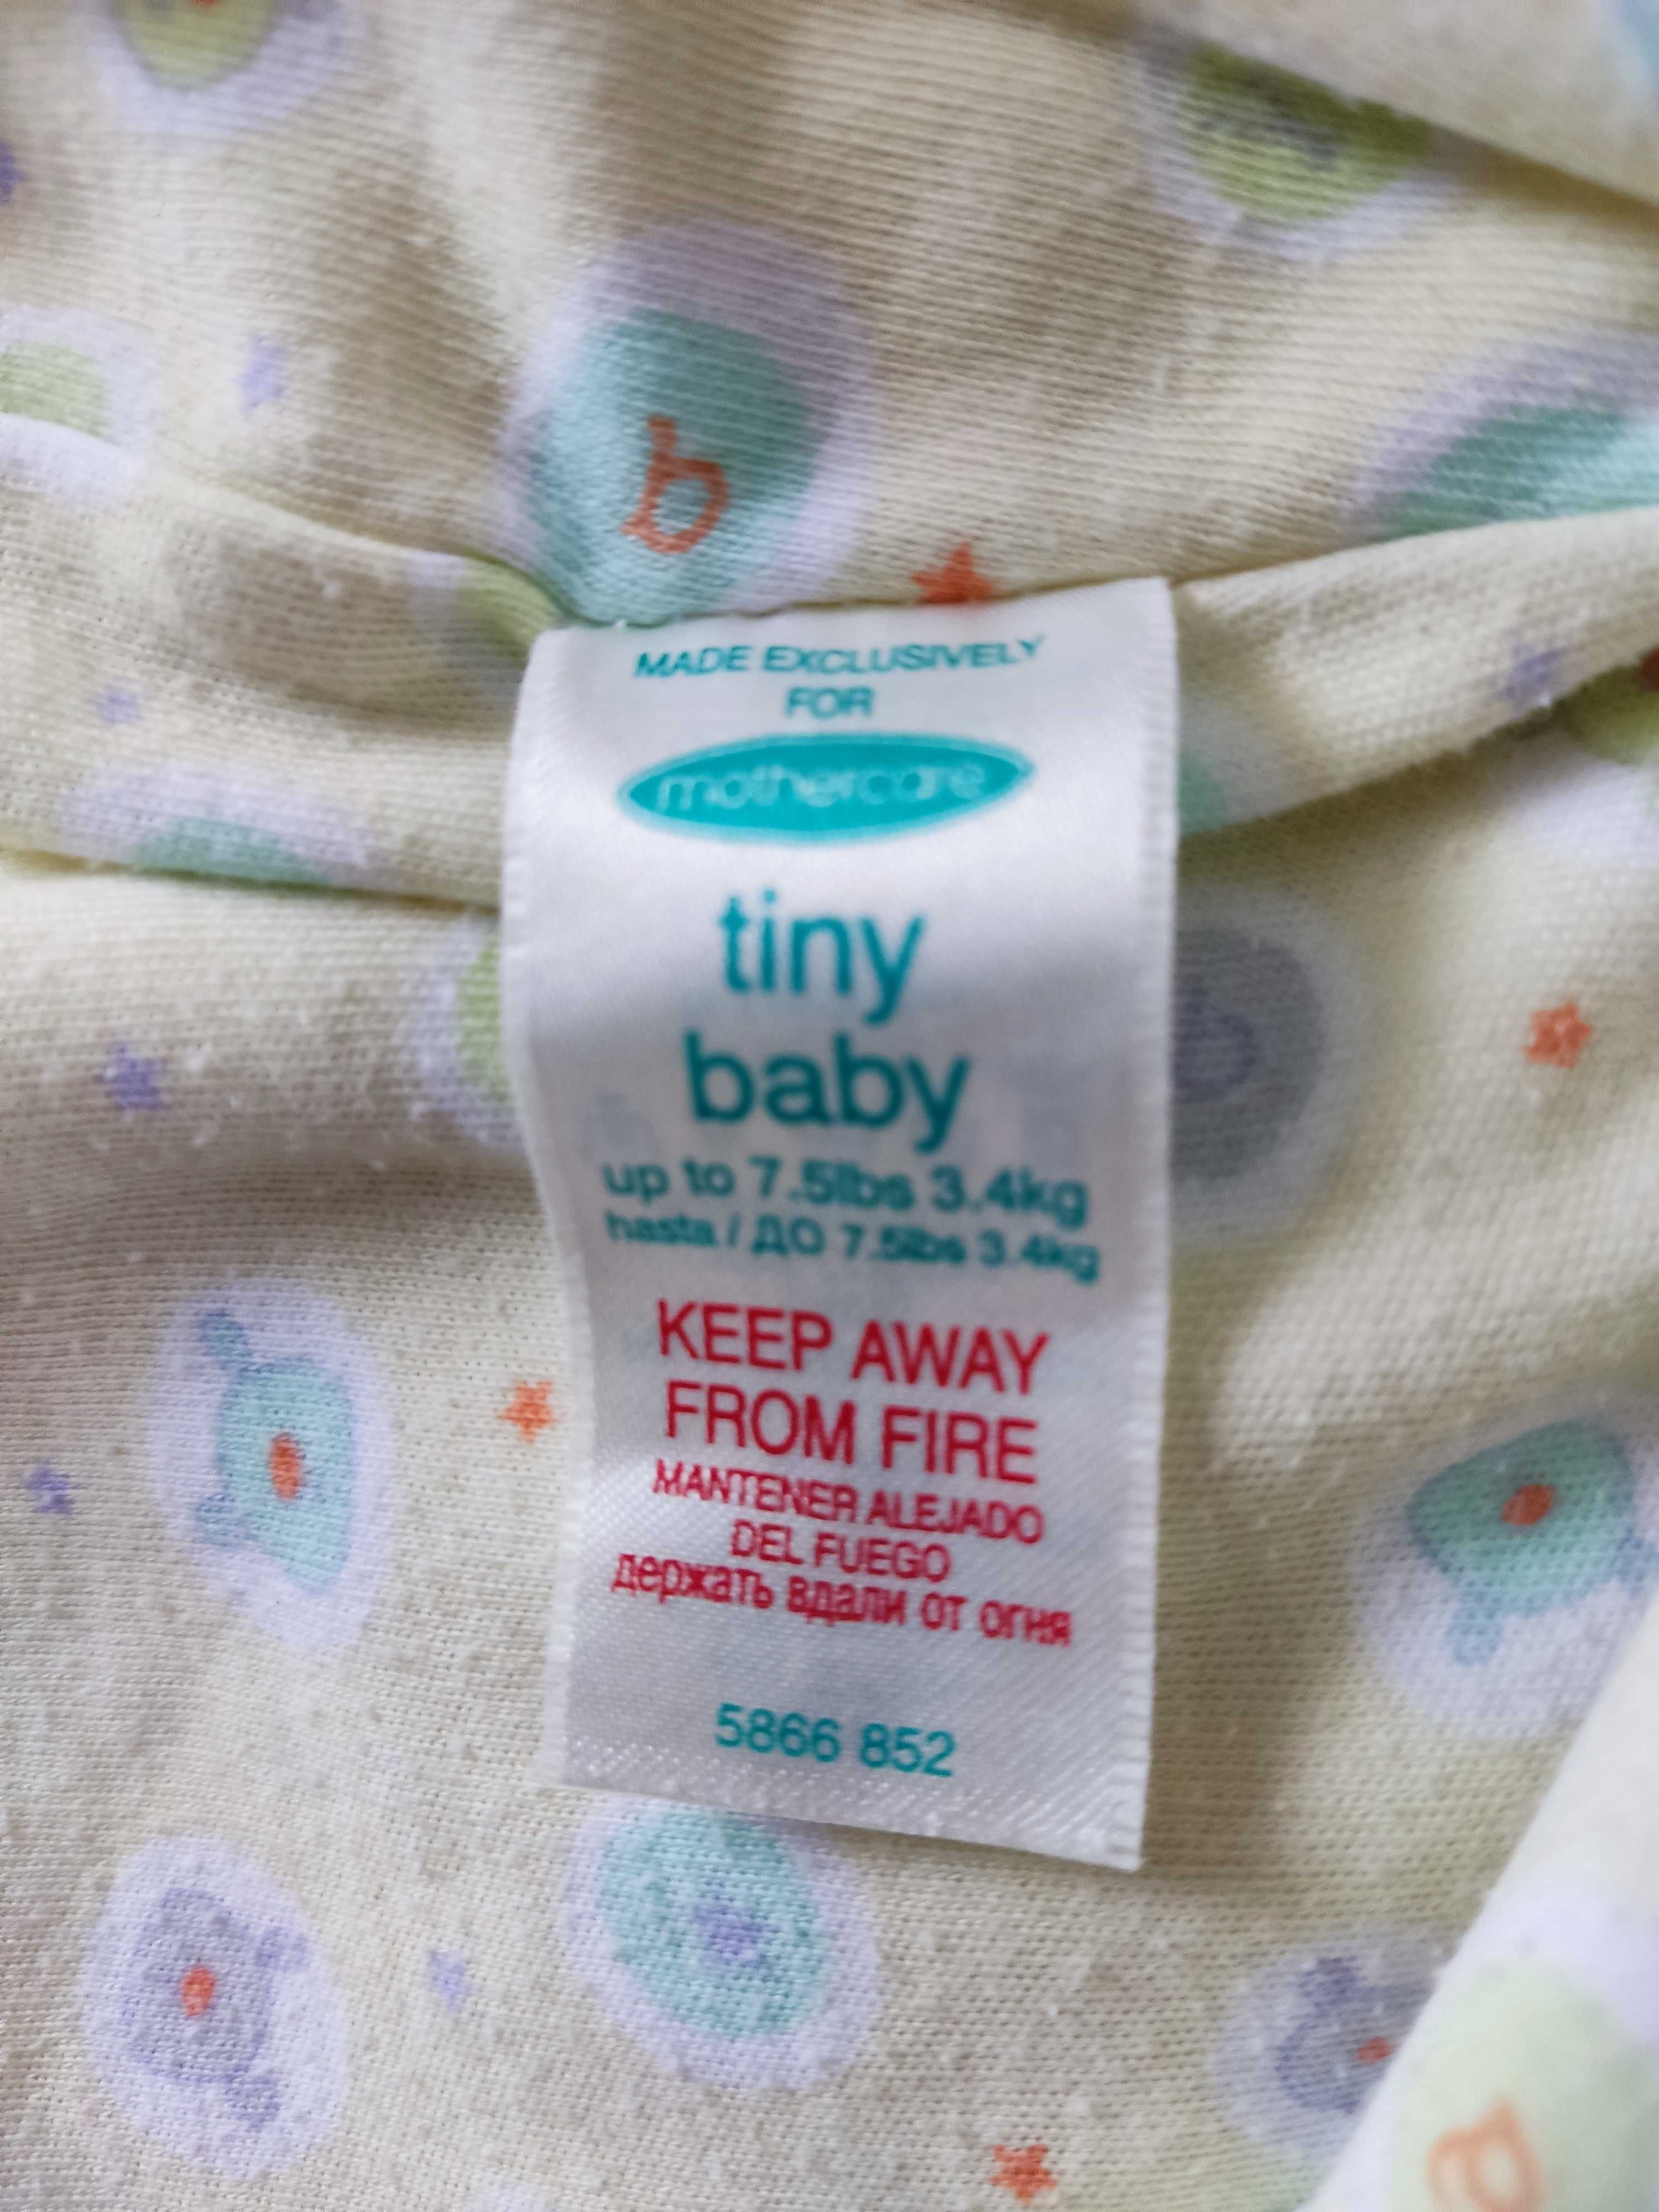 b
MADE EXCLUSIVELY
FOR
mothercare
tiny
baby
up to 7.5lbs 3.4kg
hasta / ДО 7.5lbs 3.4kg
KEEP AWAY
FROM FIRE
MANTENER ALEJADO
DEL FUEGO
держать вдали от огня
5866 852
a